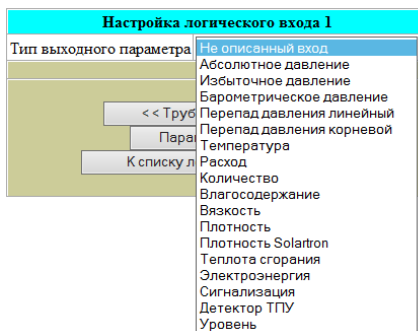 Настройка логического входа 1
Тип выходного параметра Не описанный вход
Абсолютное давление
Избыточное давление
Барометрическое давление
<< Труб Перепад давления линейный
Перепад давления корневой
Пара Температура
Расход
К списку л Количество
Влагосодержание
Вязкость
Плотность
Плотность Solartron
Теплота сгорания
Электроэнергия
Сигнализация
Детектор ТПУ
Уровень